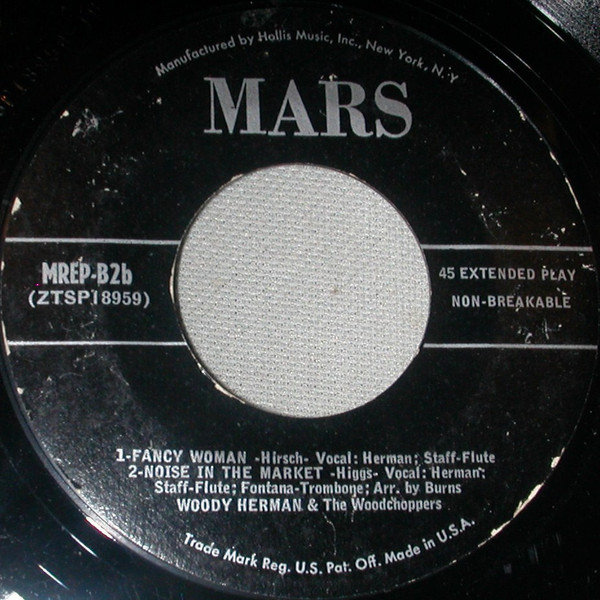 Manufactured by Hollis Music, Inc., New York, N.Y
MARS
MREP-B2b
(ZTSP18959)
45 EXTENDED PLAY
NON-BREAKABLE
1-FANCY WOMAN -Hirsch- Vocal: Herman; Staff-Flute
2-NOISE IN THE MARKET -Higgs- Vocal: Herman;
Staff-Flute; Fontana-Trombone; Arr. by Burns
WOODY HERMAN & The Woodchoppers
Trade Mark Reg. U.S. Pat. Off. Made in U.S.A.